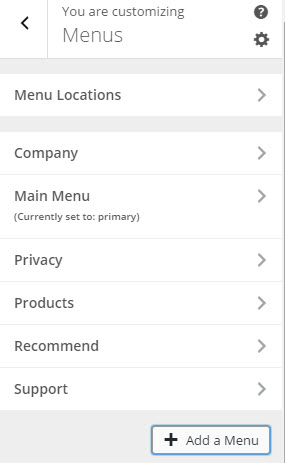 You are customizing
Menus
Menu Locations
Company
Main Menu
(Currently set to: primary)
Privacy
Products
Recommend
Support
Add a Menu